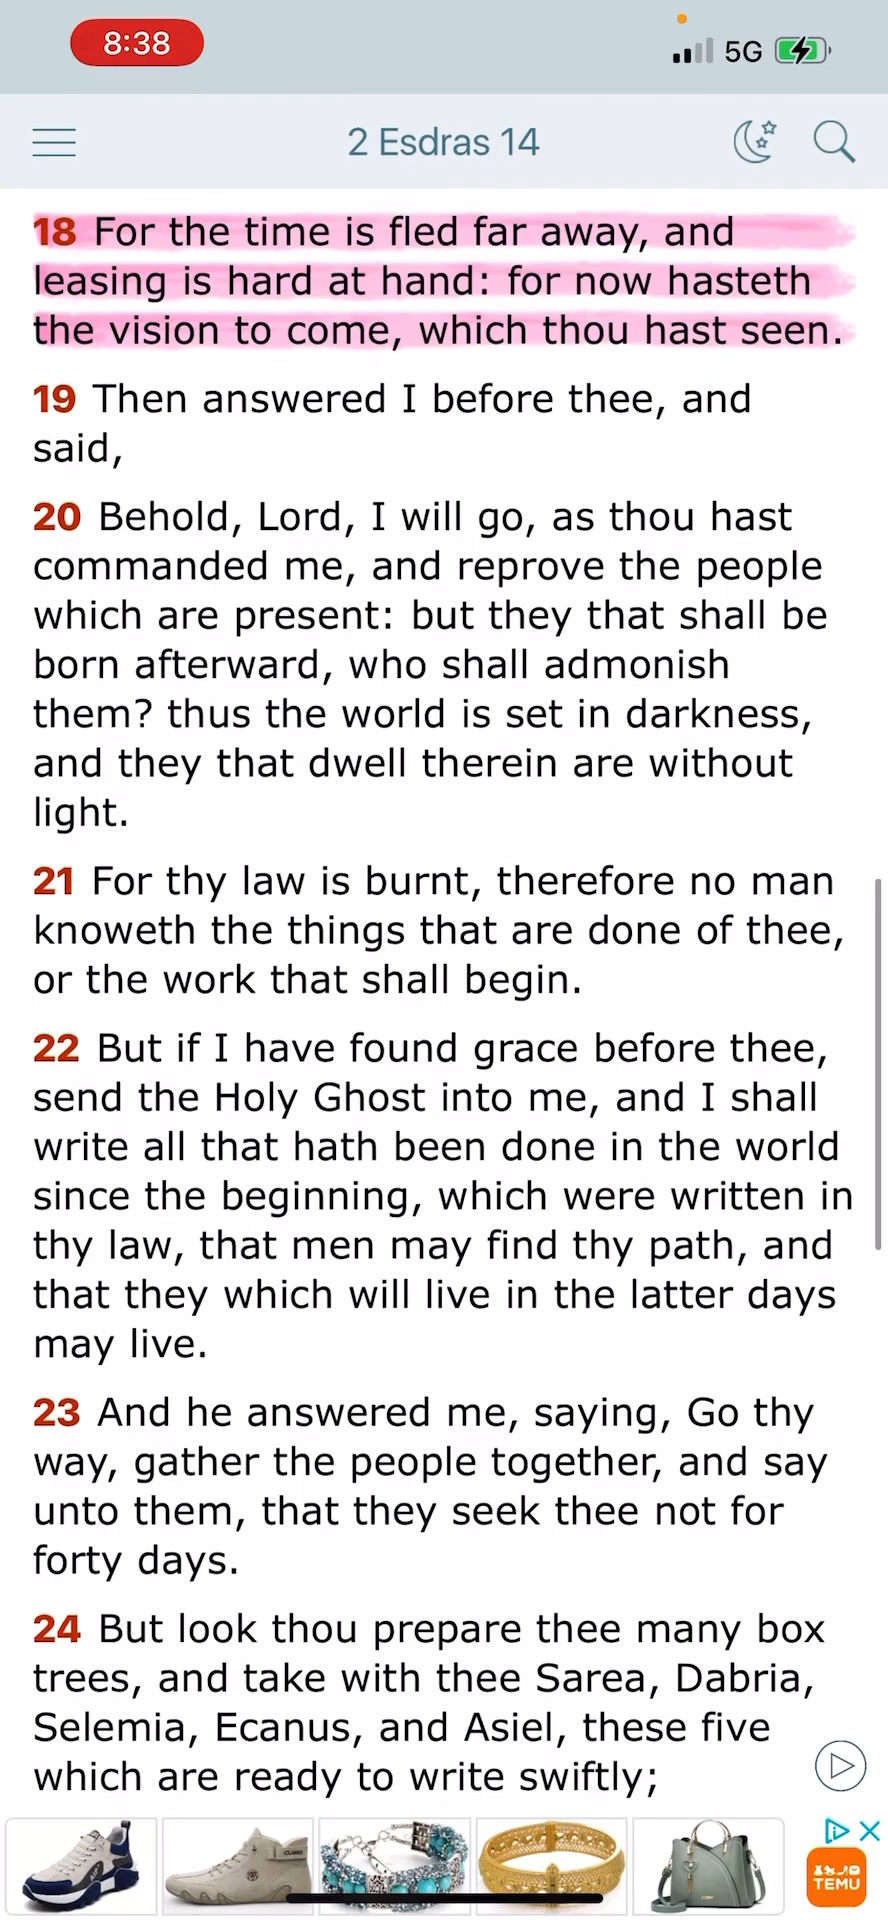 8:38
5G
2 Esdras 14
18 For the time is fled far away, and
leasing is hard at hand: for now hasteth
the vision to come, which thou hast seen.
19 Then answered I before thee, and
said,
20 Behold, Lord, I will go, as thou hast
commanded me, and reprove the people
which are present: but they that shall be
born afterward, who shall admonish
them? thus the world is set in darkness,
and they that dwell therein are without
light.
21 For thy law is burnt, therefore no man
knoweth the things that are done of thee,
or the work that shall begin.
22 But if I have found grace before thee,
send the Holy Ghost into me, and I shall
write all that hath been done in the world
since the beginning, which were written in
thy law, that men may find thy path, and
that they which will live in the latter days
may live.
23 And he answered me, saying, Go thy
way, gather the people together, and say
unto them, that they seek thee not for
forty days.
24 But look thou prepare thee many box
trees, and take with thee Sarea, Dabria,
Selemia, Ecanus, and Asiel, these five
which are ready to write swiftly;
TEMU